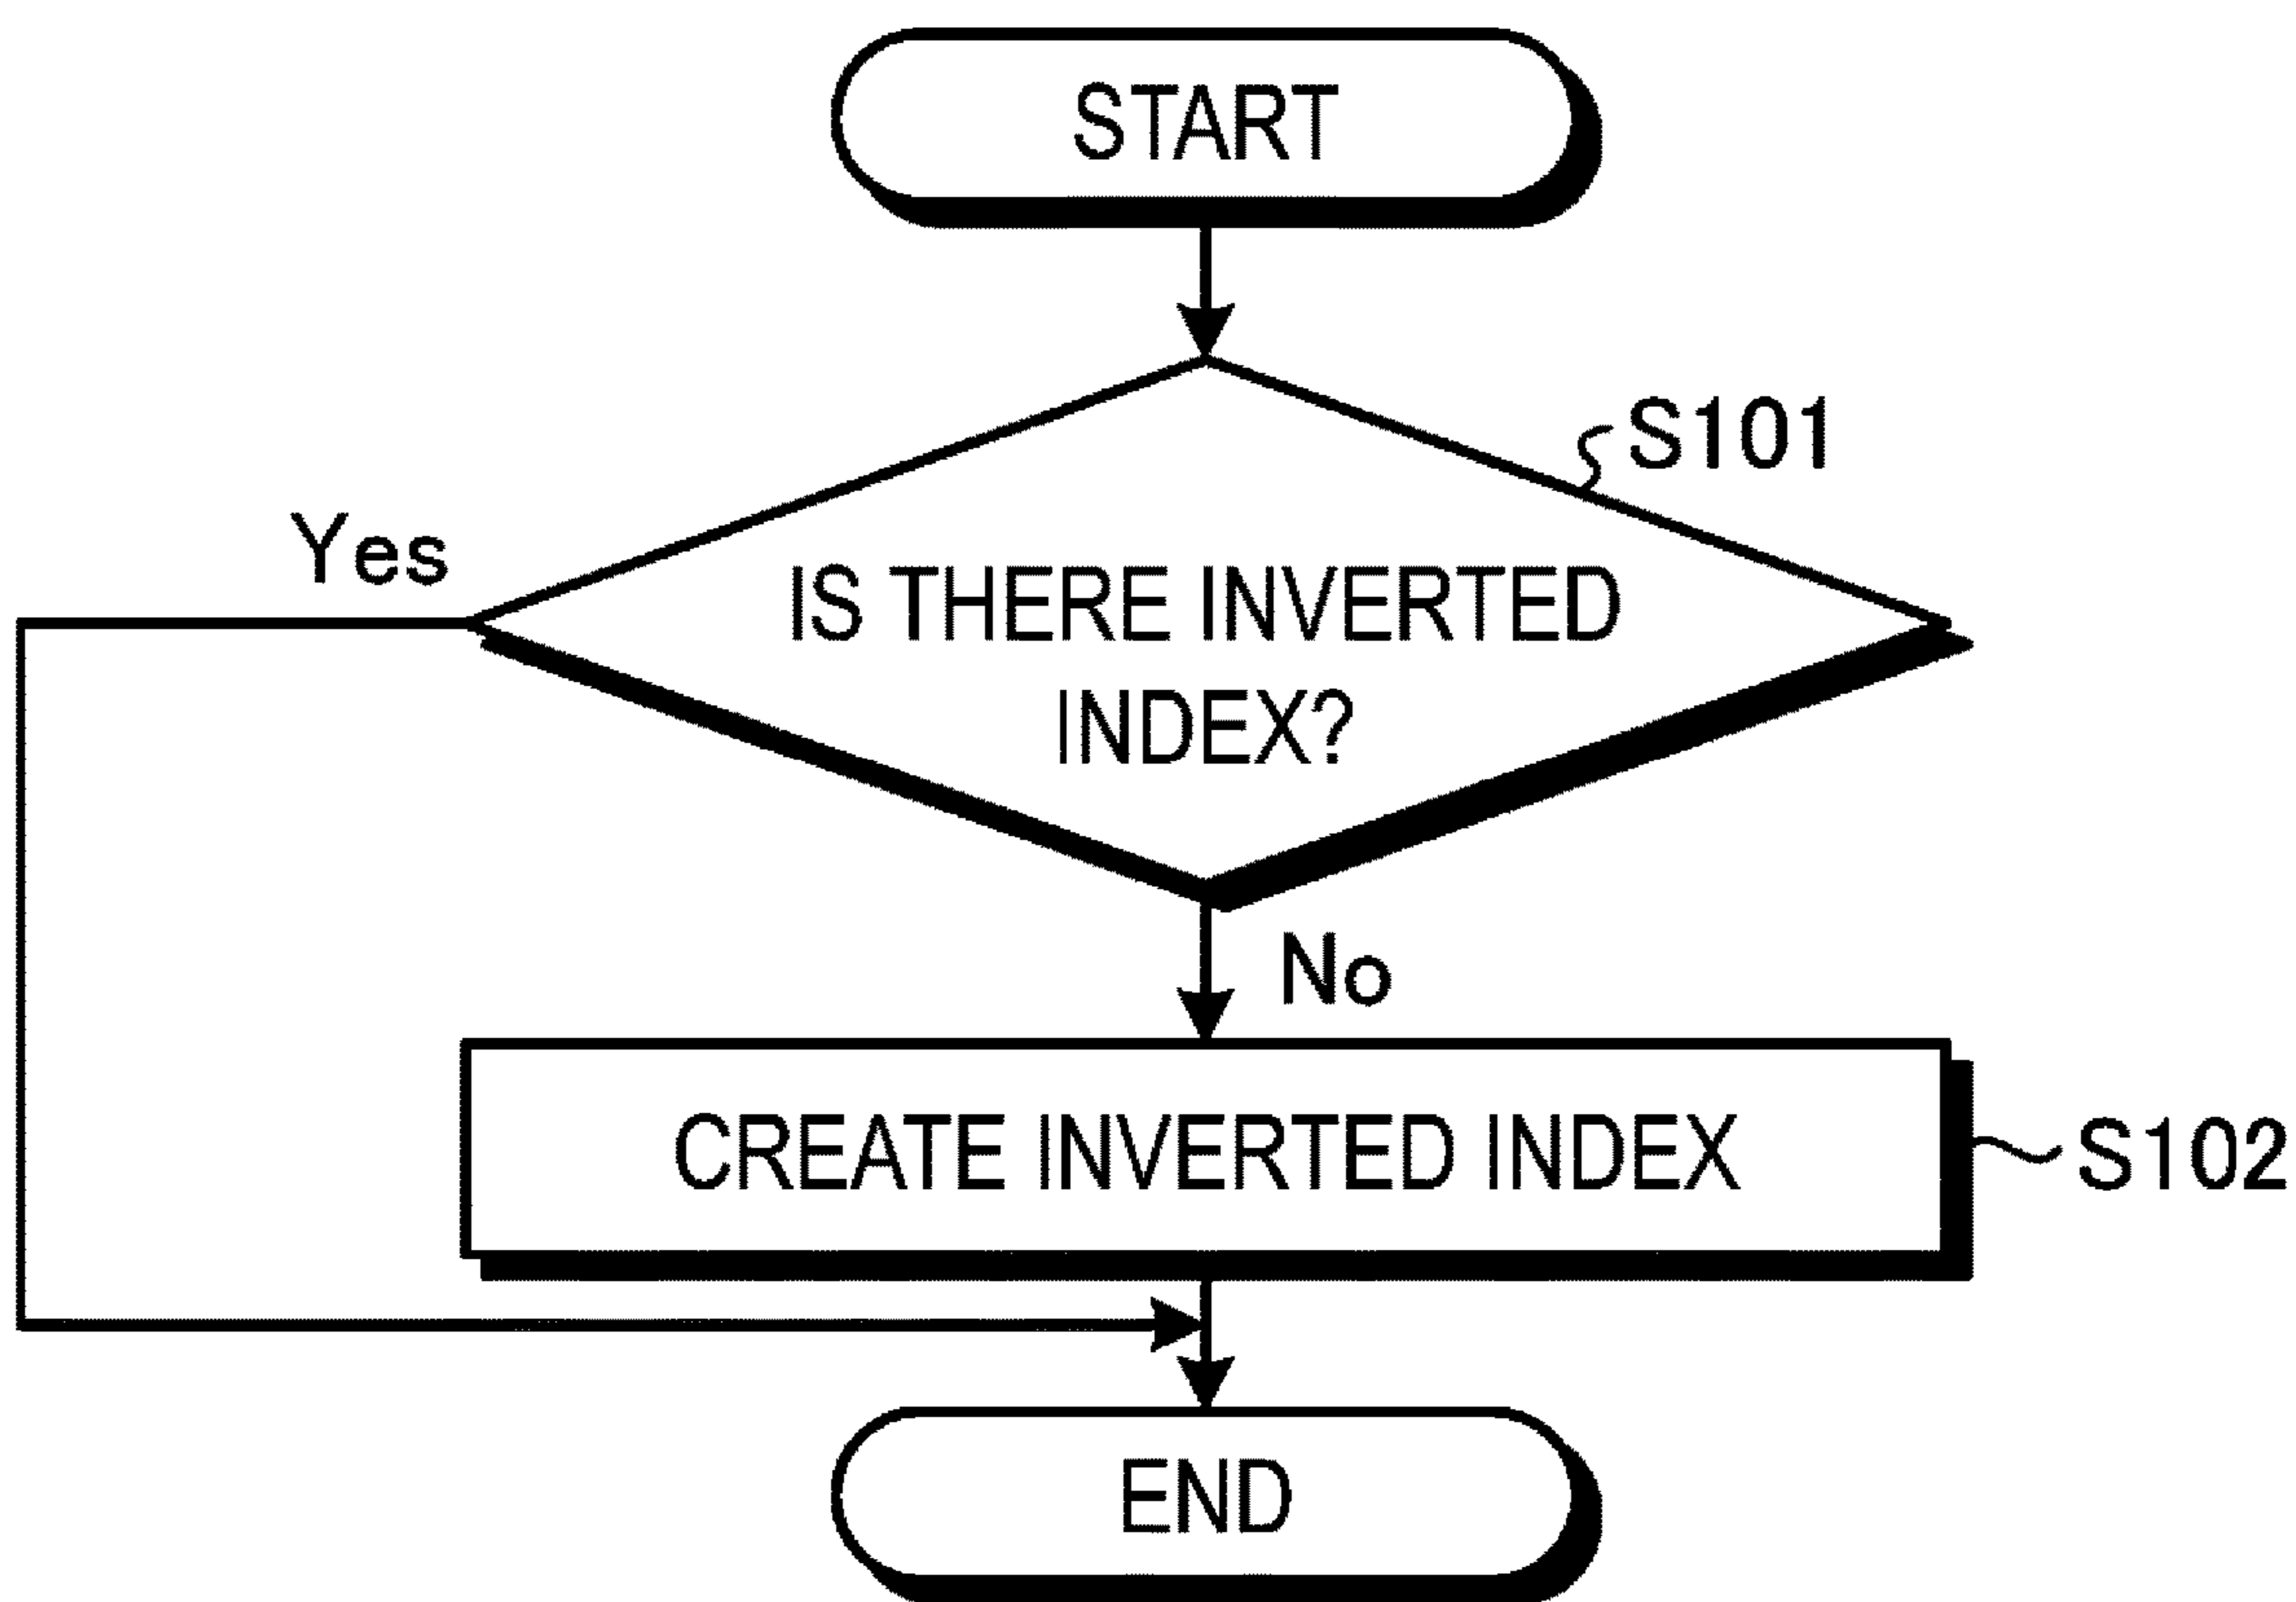 START
S101
Yes
IS THERE INVERTED
INDEX?
No
CREATE INVERTED INDEX
S102
END